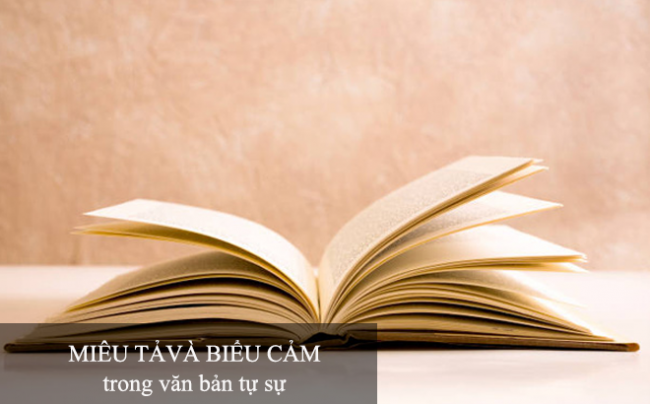 MIÊU TẢVÀ BIỂU CẢM
trong văn bản tự sự